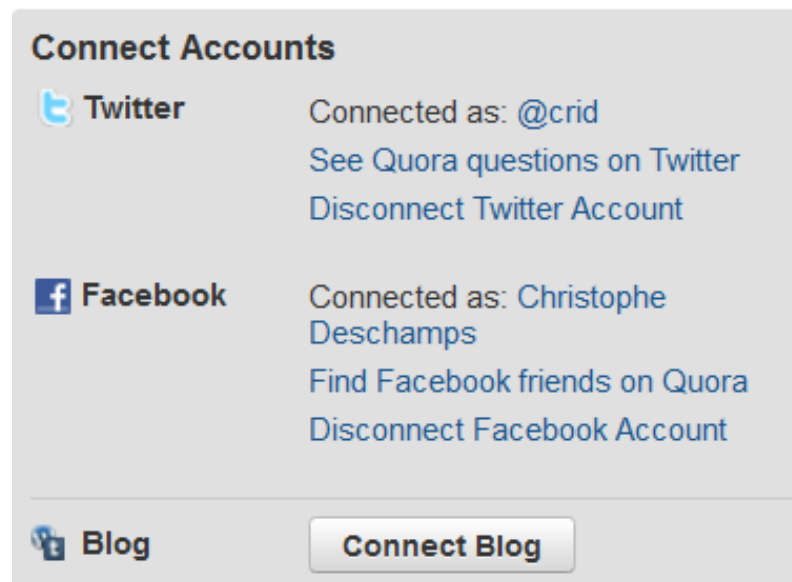 Connect Accounts
Twitter
Connected as: @crid
See Quora questions on Twitter
Disconnect Twitter Account
Facebook
Connected as: Christophe
Deschamps
Find Facebook friends on Quora
Disconnect Facebook Account
Blog
Connect Blog